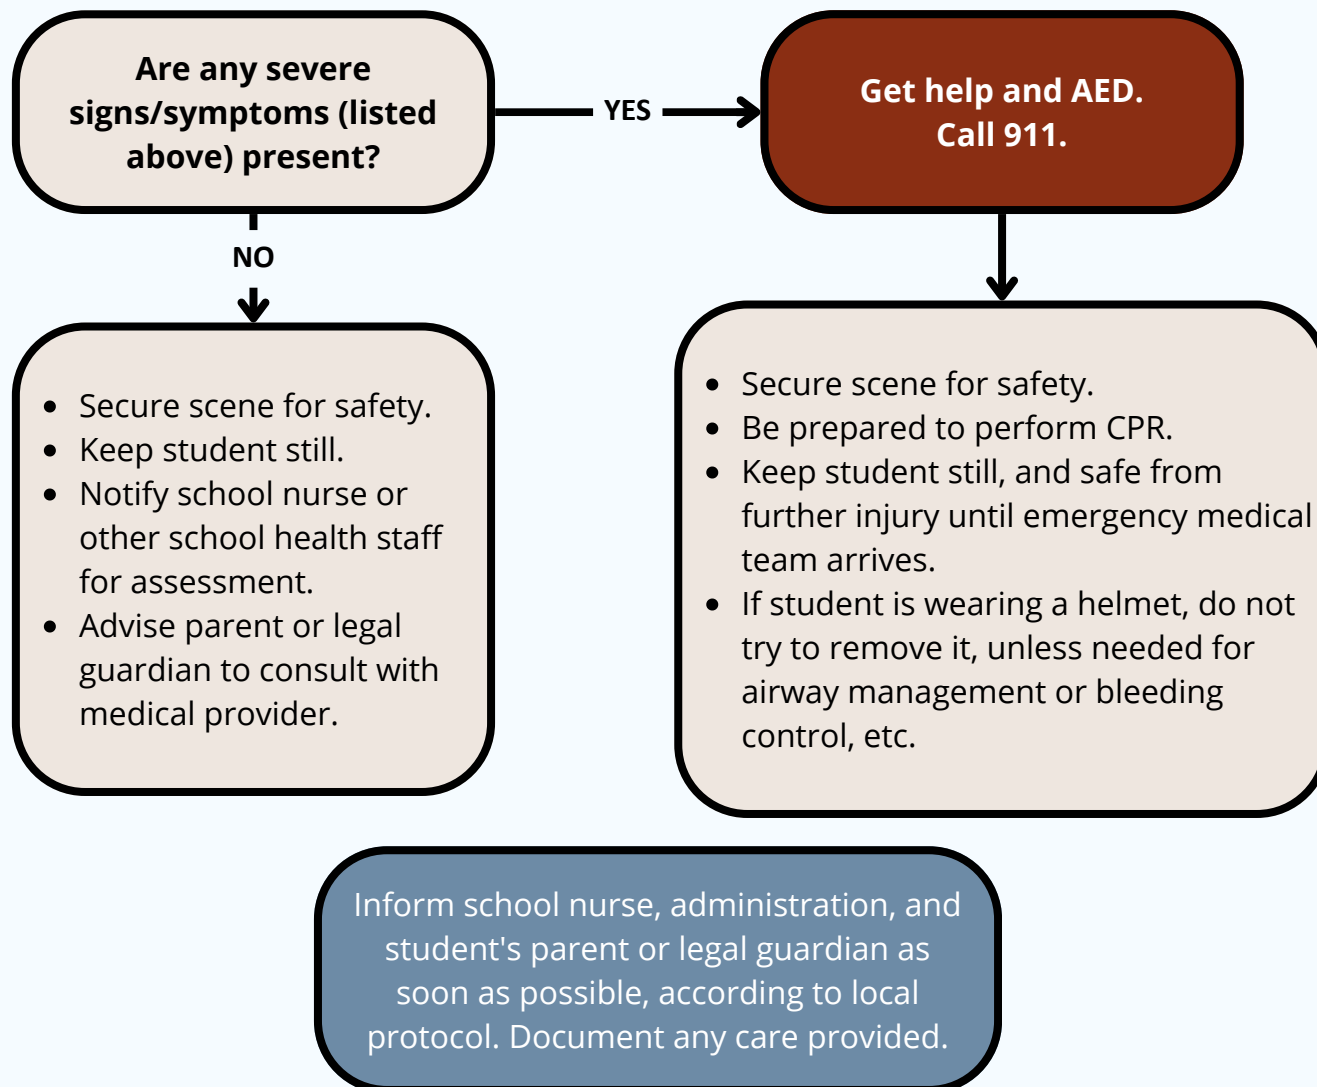 Are any severe
signs/symptoms (listed
above) present?
YES
Get help and AED.
Call 911.
NO
• Secure scene for safety.
• Keep student still.
• Notify school nurse or
other school health staff
for assessment.
• Advise parent or legal
guardian to consult with
medical provider.
• Secure scene for safety.
• Be prepared to perform CPR.
• Keep student still, and safe from
further injury until emergency medical
team arrives.
• If student is wearing a helmet, do not
try to remove it, unless needed for
airway management or bleeding
control, etc.
Inform school nurse, administration, and
student's parent or legal guardian as
soon as possible, according to local
protocol. Document any care provided.